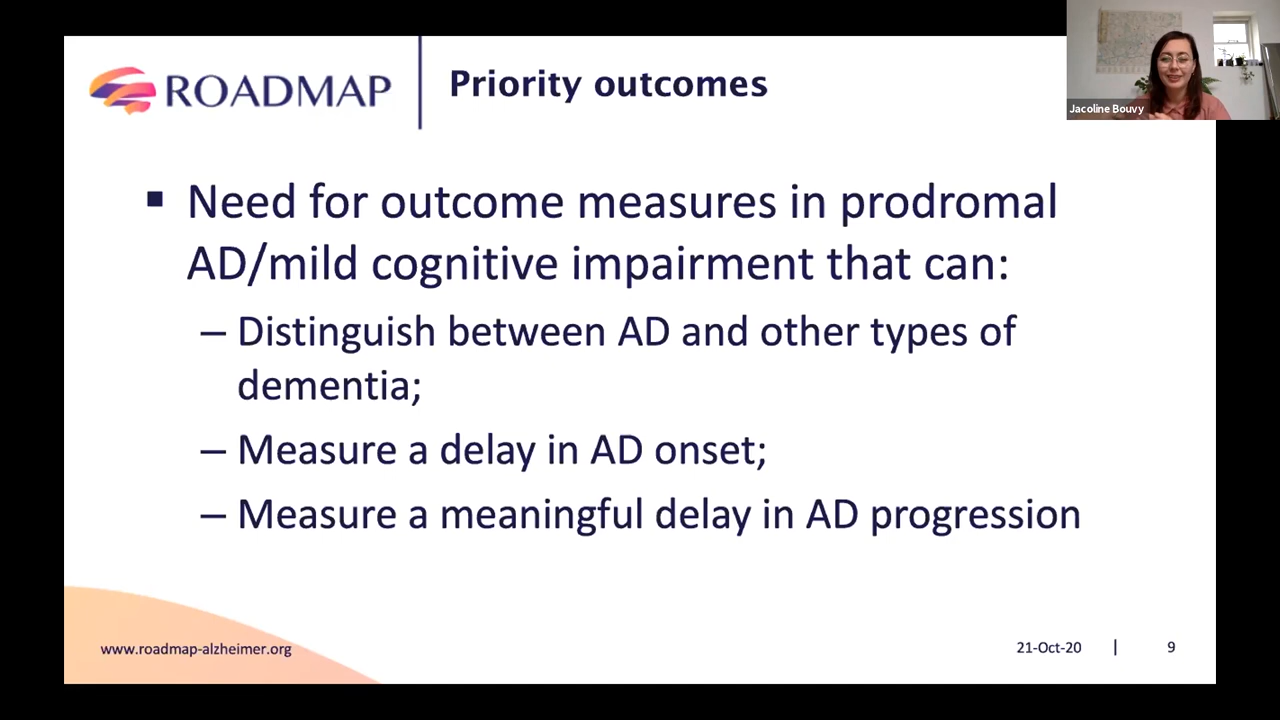 ROADMAP
Priority outcomes
Jacoline Bouvy
▪ Need for outcome measures in prodromal
AD/mild cognitive impairment that can:
– Distinguish between AD and other types of
dementia;
– Measure a delay in AD onset;
– Measure a meaningful delay in AD progression
www.roadmap-alzheimer.org
21-Oct-20 | 9